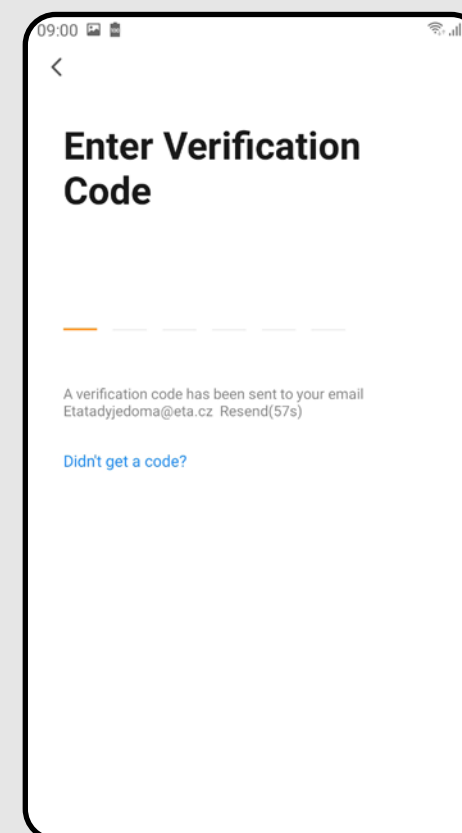 09:00
Enter Verification
Code
A verification code has been sent to your email
Etatadyjedoma@eta.cz Resend(57s)
Didn't get a code?